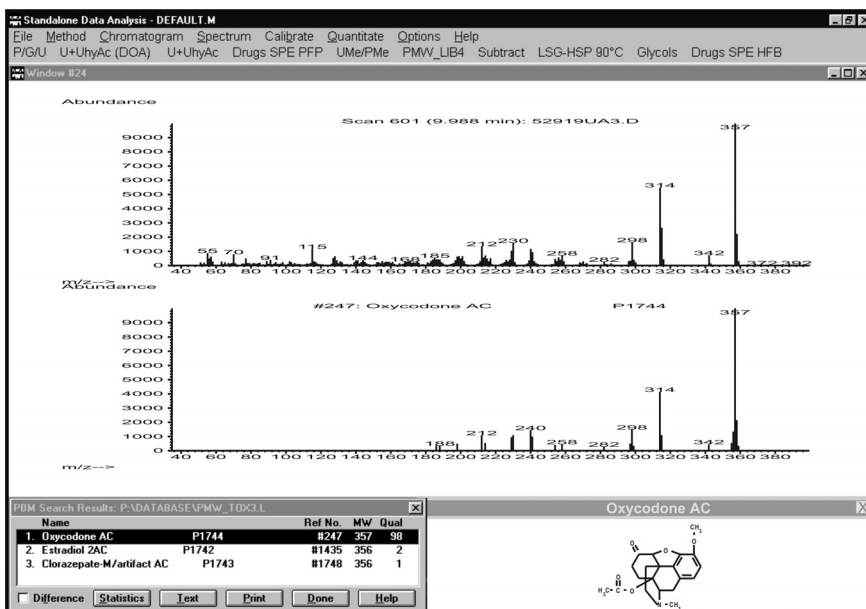 Standalone Data Analysis - DEFAULT.M
File Method Chromatogram Spectrum Calibrate Quantitate Options Help
P/G/U U+UhyAc (DOA) U+UhyAc Drugs SPE PFP UMe/PMe PMW_LIB4 Subtract LSG-HSP 90°C Glycols Drugs SPE HFB
Window #24
Abundance
Scan 601 (9.988 min): 52919UA3.D
357
9000
8000
7000
6000
314
5000
4000
3000
2000
298
115 212 230
1000
55 70 91 144 168 185 258 282 342 372 392
0
40 60 80 100 120 140 160 180 200 220 240 260 280 300 320 340 360 380
m/z-->
Abundance
#247: Oxycodone AC P1744
357
9000
8000
7000
6000
5000
314
4000
3000
2000
212 240 298
1000
188 258 282 342
0
40 60 80 100 120 140 160 180 200 220 240 260 280 300 320 340 360 380
m/z-->
PBM Search Results: P:\DATABASE\PMW_TOX3.L
Name Ref No. MW Qual
1. Oxycodone AC P1744 #247 357 98
2. Estradiol 2AC P1742 #1435 356 2
3. Clorazepate-M/artifact AC P1743 #1748 356 1
Difference Statistics Text Print Done Help
Oxycodone AC
CH₃
O O O
O
H₃C-C-O
N-CH₃